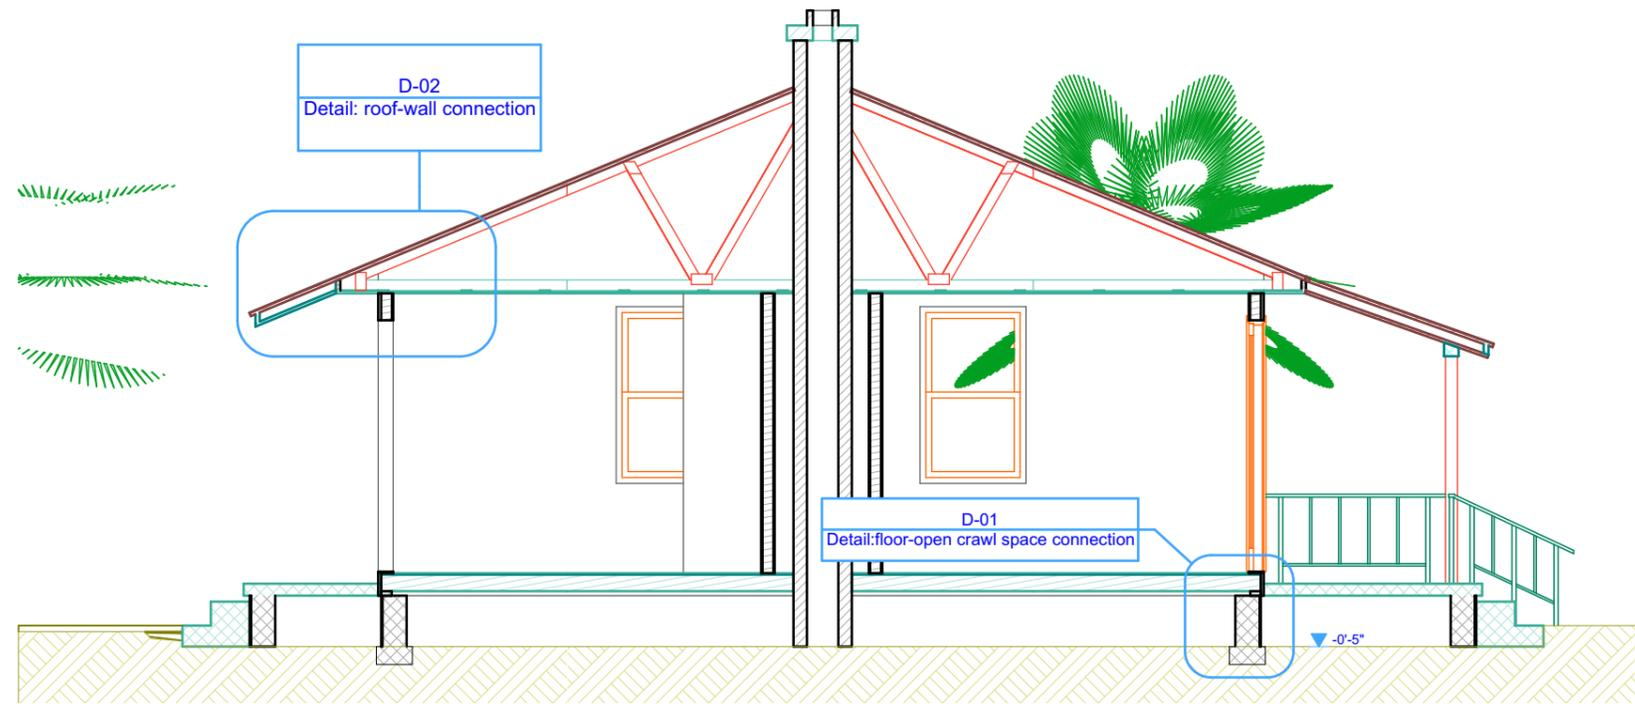 D-02
Detail: roof-wall connection
D-01
Detail:floor-open crawl space connection
-0'-5"